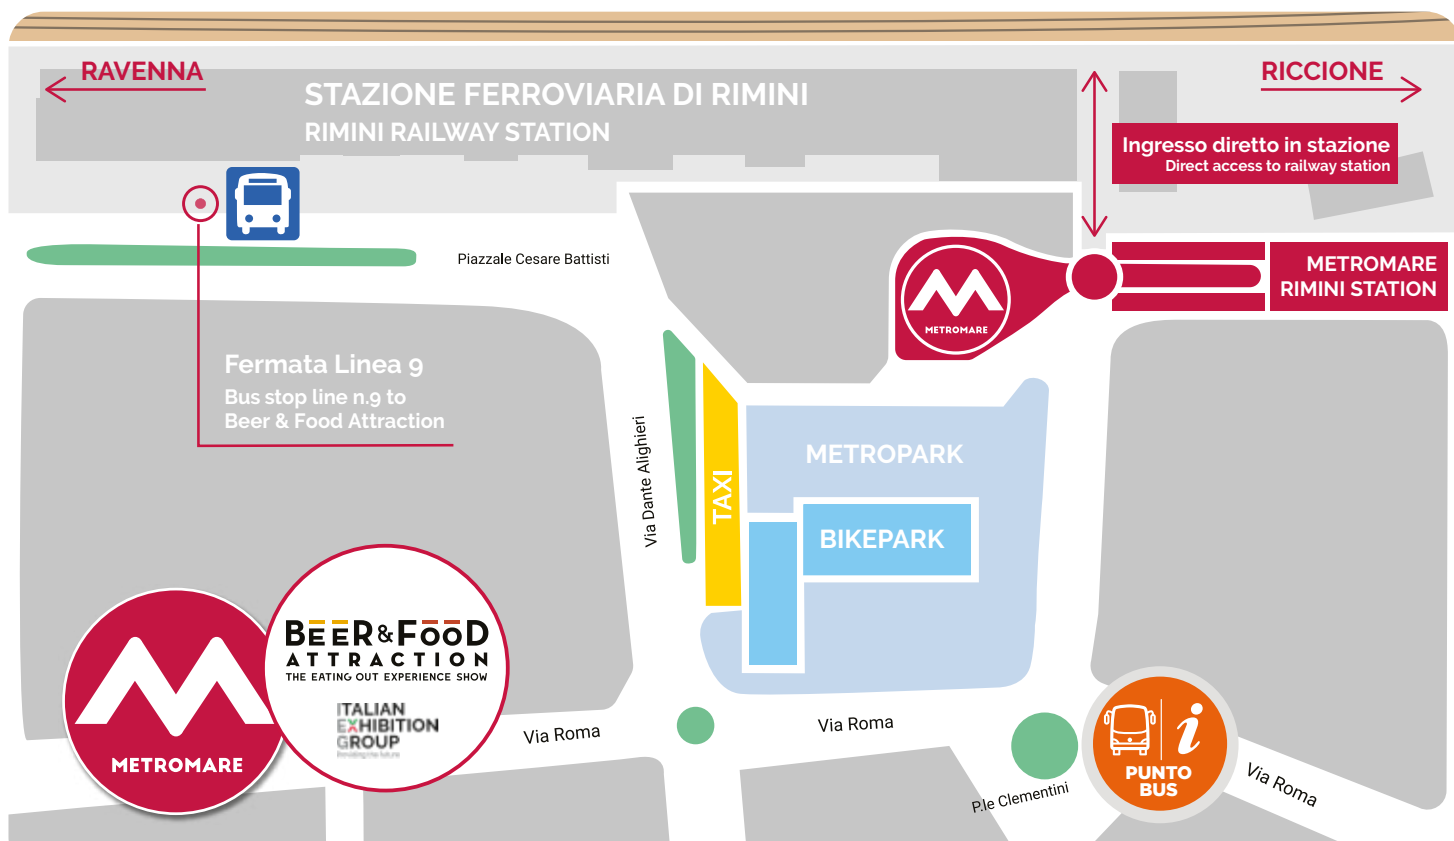 RAVENNA
RICCIONE
STAZIONE FERROVIARIA DI RIMINI
RIMINI RAILWAY STATION
Ingresso diretto in stazione
Direct access to railway station
Piazzale Cesare Battisti
METROMARE
RIMINI STATION
METROMARE
Fermata Linea 9
Bus stop line n.9 to
Beer & Food Attraction
Via Dante Alighieri
TAXI
METROPARK
BIKEPARK
BEER & FOOD
ATTRACTION
THE EATING OUT EXPERIENCE SHOW
ITALIAN
EXHIBITION
GROUP
Providing the future
METROMARE
Via Roma
Via Roma
P.le Clementini
PUNTO
BUS
Via Roma